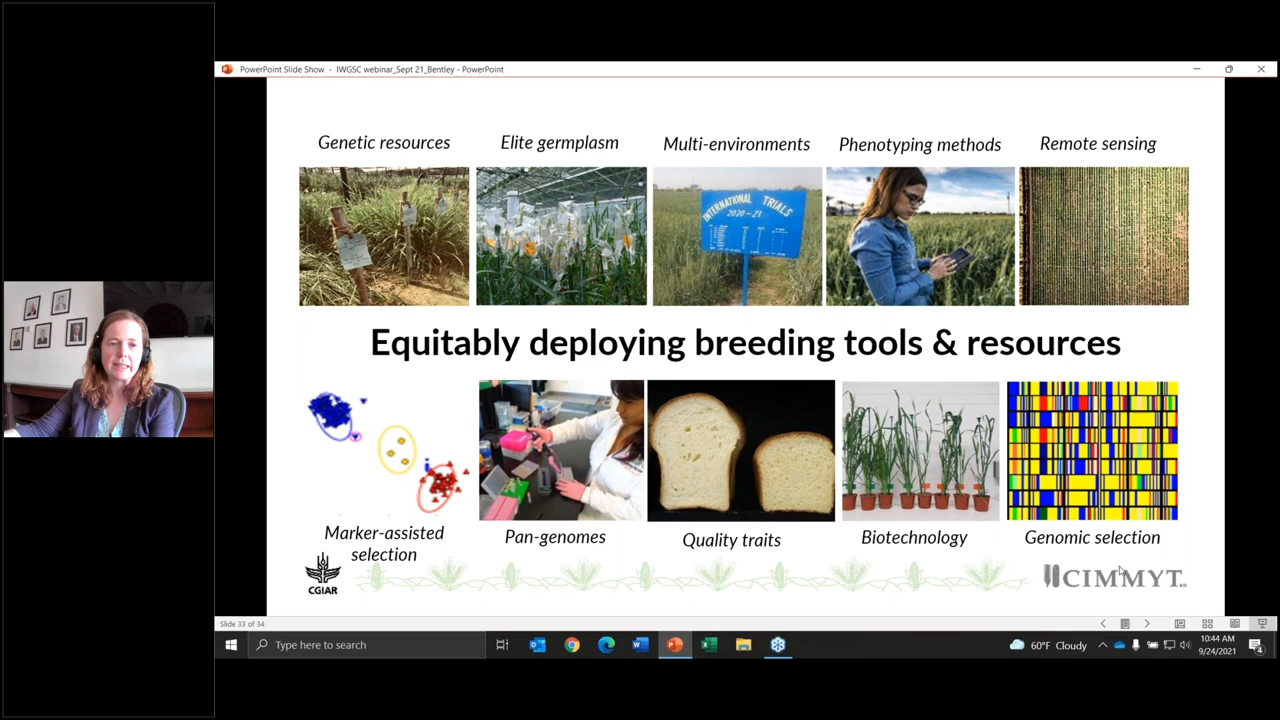 PowerPoint Slide Show - IWGSC webinar_Sept 21_Bentley - PowerPoint
Genetic resources
Elite germplasm
Multi-environments
Phenotyping methods
Remote sensing
INTERNATIONAL TRIALS
2020-21
Equitably deploying breeding tools & resources
Marker-assisted
selection
Pan-genomes
Quality traits
Biotechnology
Genomic selection
CGIAR
CIMMYT
Slide 33 of 34
Type here to search
60°F Cloudy
10:44 AM
9/24/2021
4